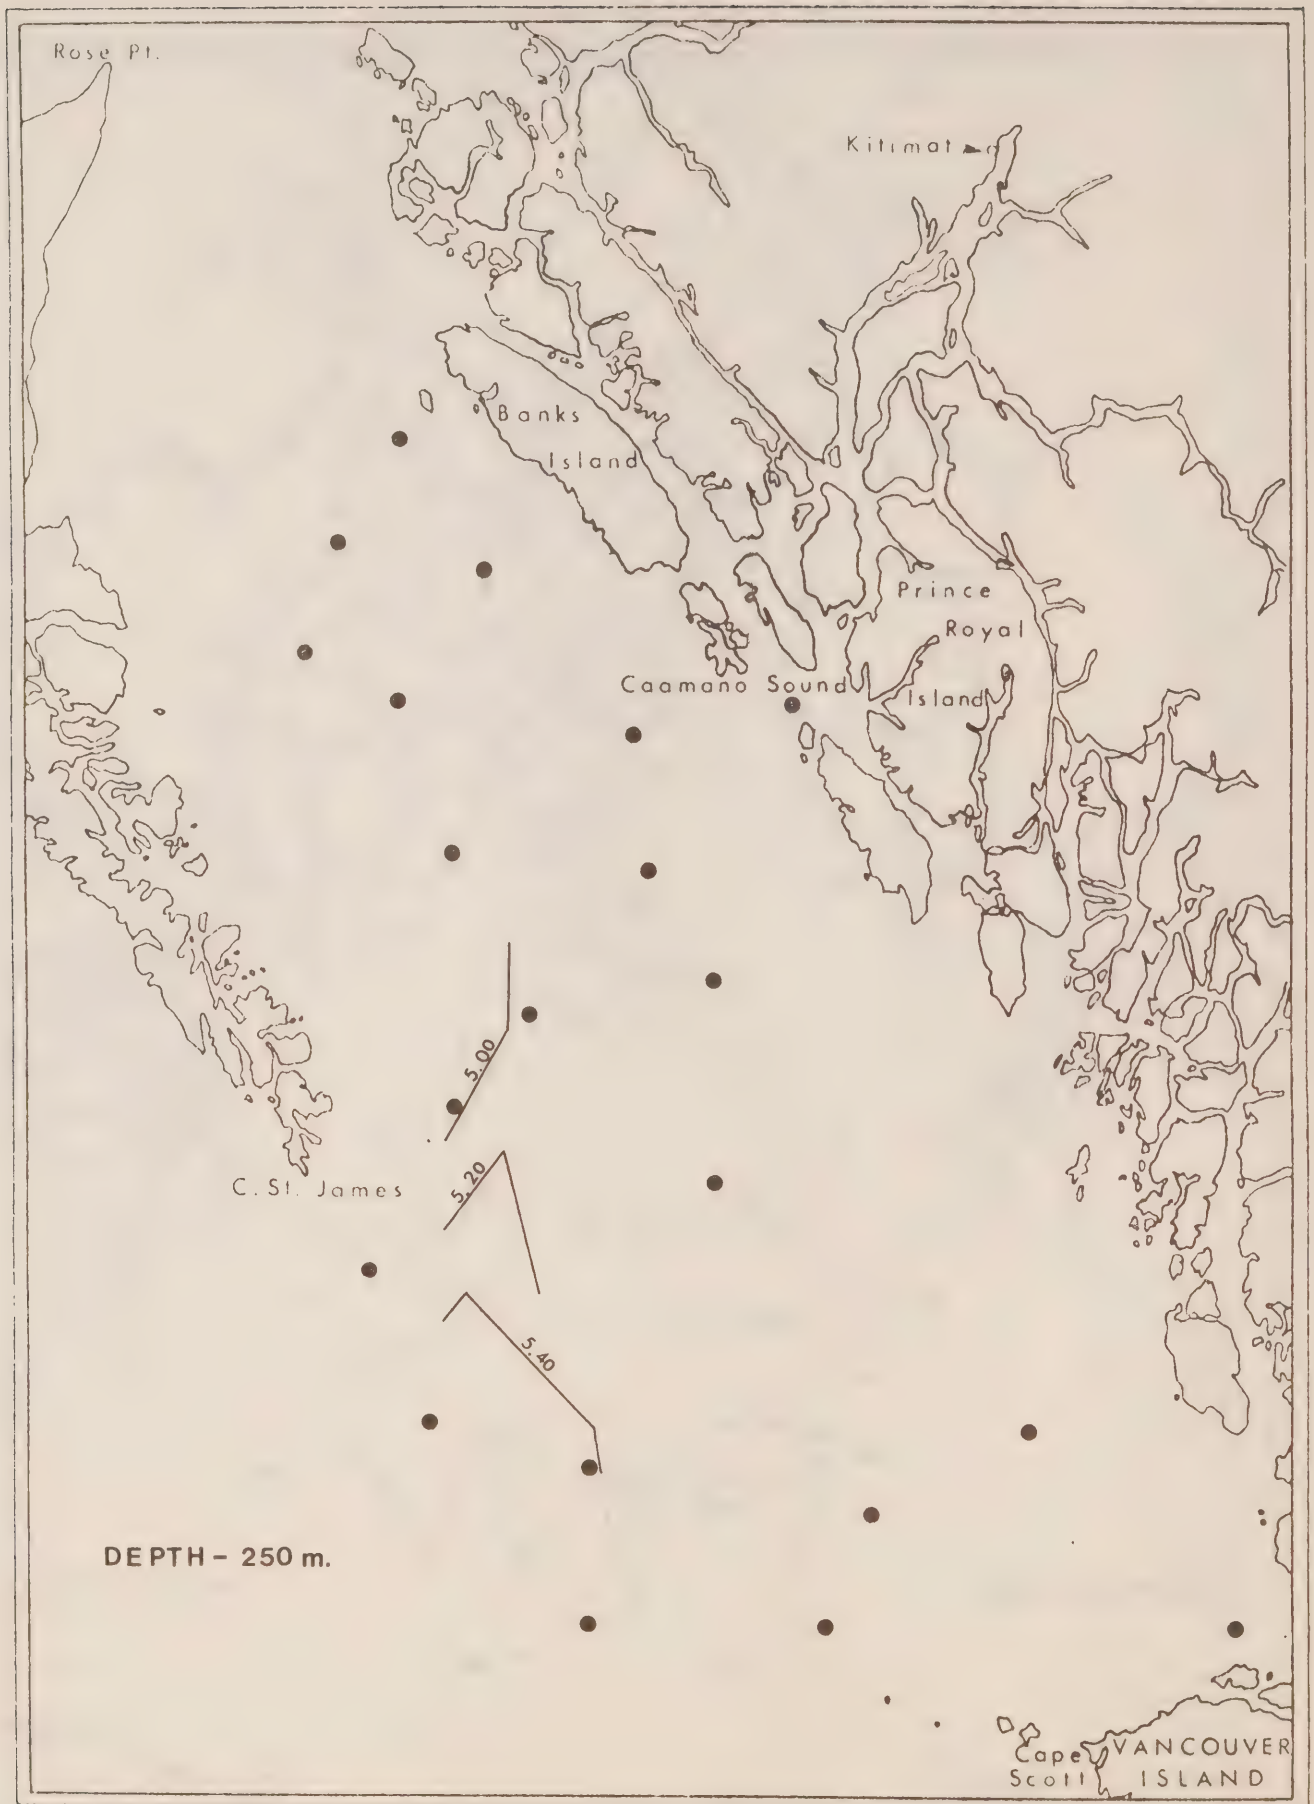 Rose Pt.
Kitimat
Banks
Island
Prince
Royal
Caamano Sound
Island
5.00
5.20
C. St. James
5.40
DEPTH - 250 m.
Cape
Scott
VANCOUVER
ISLAND